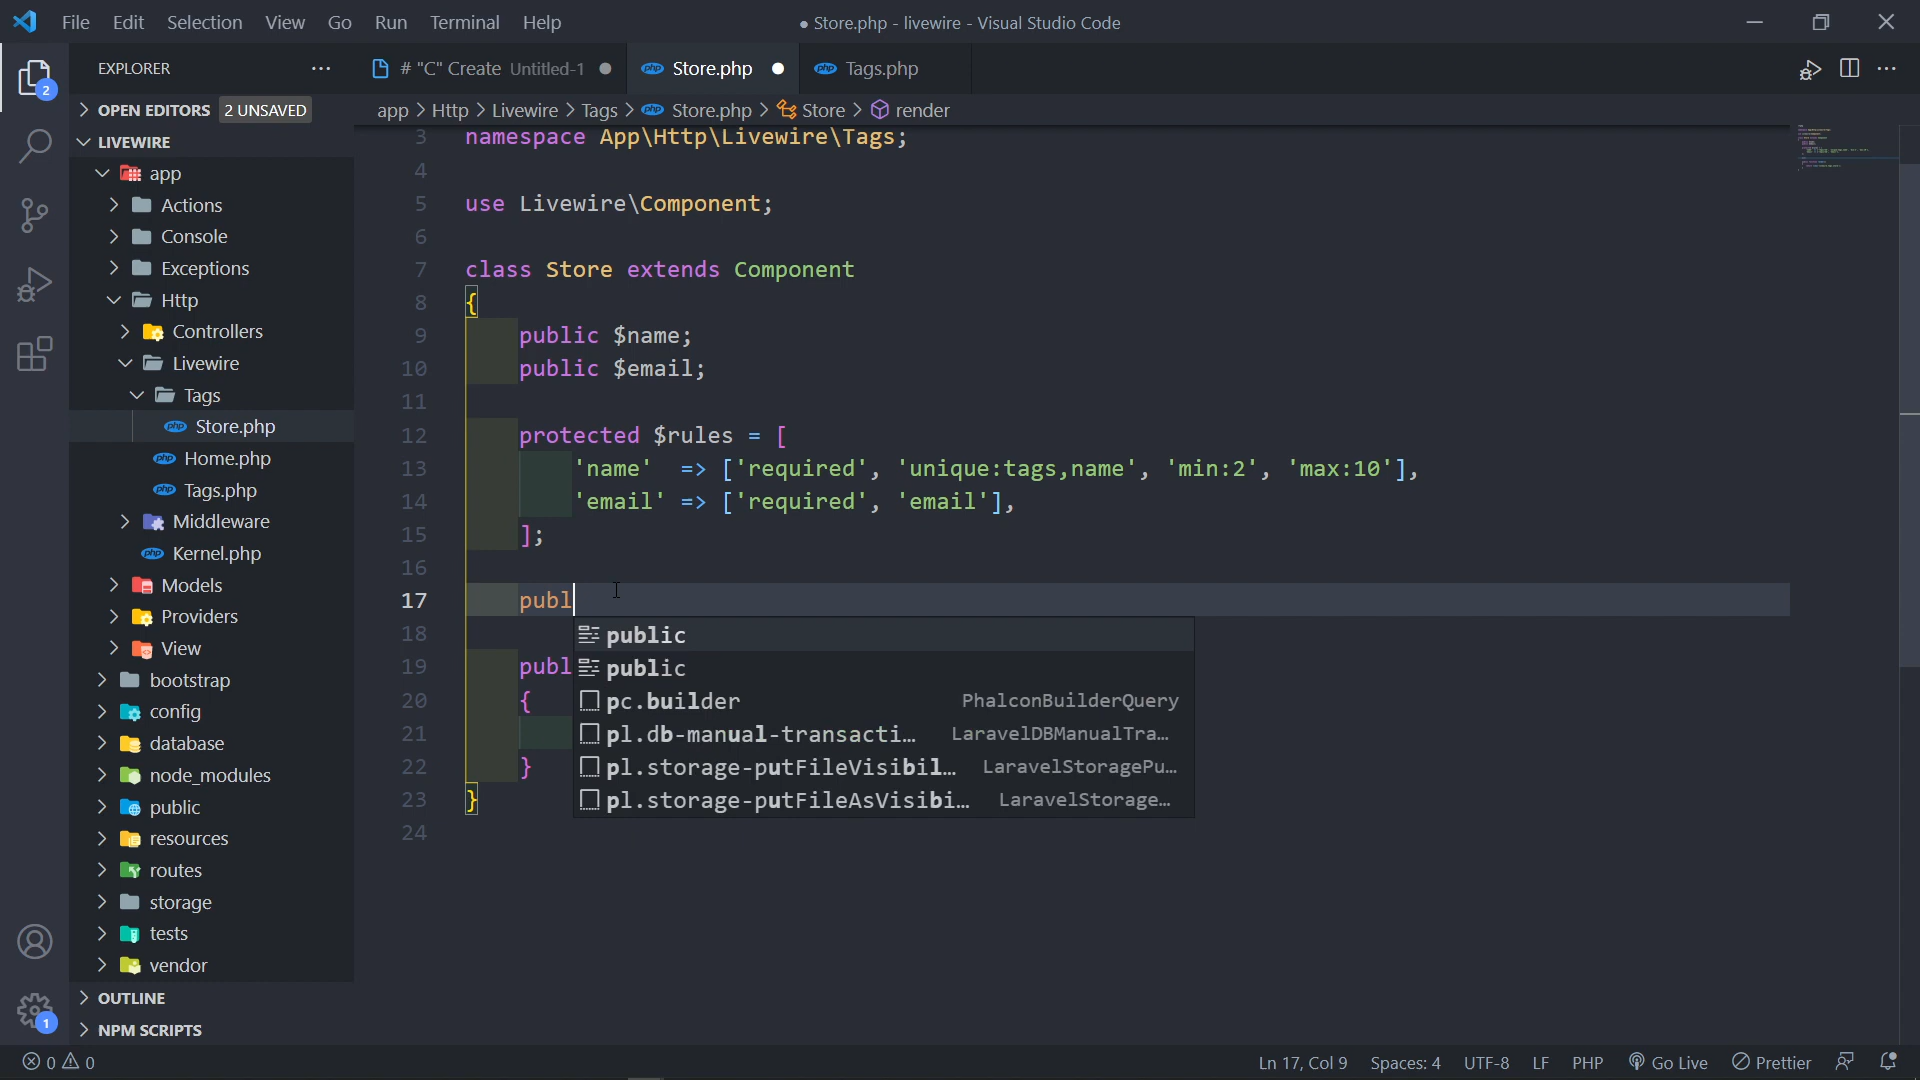 File Edit Selection View Go Run Terminal Help
● Store.php - livewire - Visual Studio Code
EXPLORER
# "C" Create Untitled-1
Store.php
Tags.php
OPEN EDITORS 2 UNSAVED
app > Http > Livewire > Tags > Store.php > Store > render
LIVEWIRE
app
Actions
Console
Exceptions
Http
Controllers
Livewire
Tags
Store.php
Home.php
Tags.php
Middleware
Kernel.php
Models
Providers
View
bootstrap
config
database
node_modules
public
resources
routes
storage
tests
vendor
OUTLINE
NPM SCRIPTS
2
1
3 namespace App\Http\Livewire\Tags;
4
5 use Livewire\Component;
6
7 class Store extends Component
8 {
9 public $name;
10 public $email;
11
12 protected $rules = [
13 'name' => ['required', 'unique:tags,name', 'min:2', 'max:10'],
14 'email' => ['required', 'email'],
15 ];
16
17 publ
18
19 publ
20 {
21
22 }
23 }
24
public
public
pc.builder PhalconBuilderQuery
pl.db-manual-transacti… LaravelDBManualTra…
pl.storage-putFileVisibil… LaravelStoragePu…
pl.storage-putFileAsVisibi… LaravelStorage…
0 0
Ln 17, Col 9 Spaces: 4 UTF-8 LF PHP Go Live Prettier